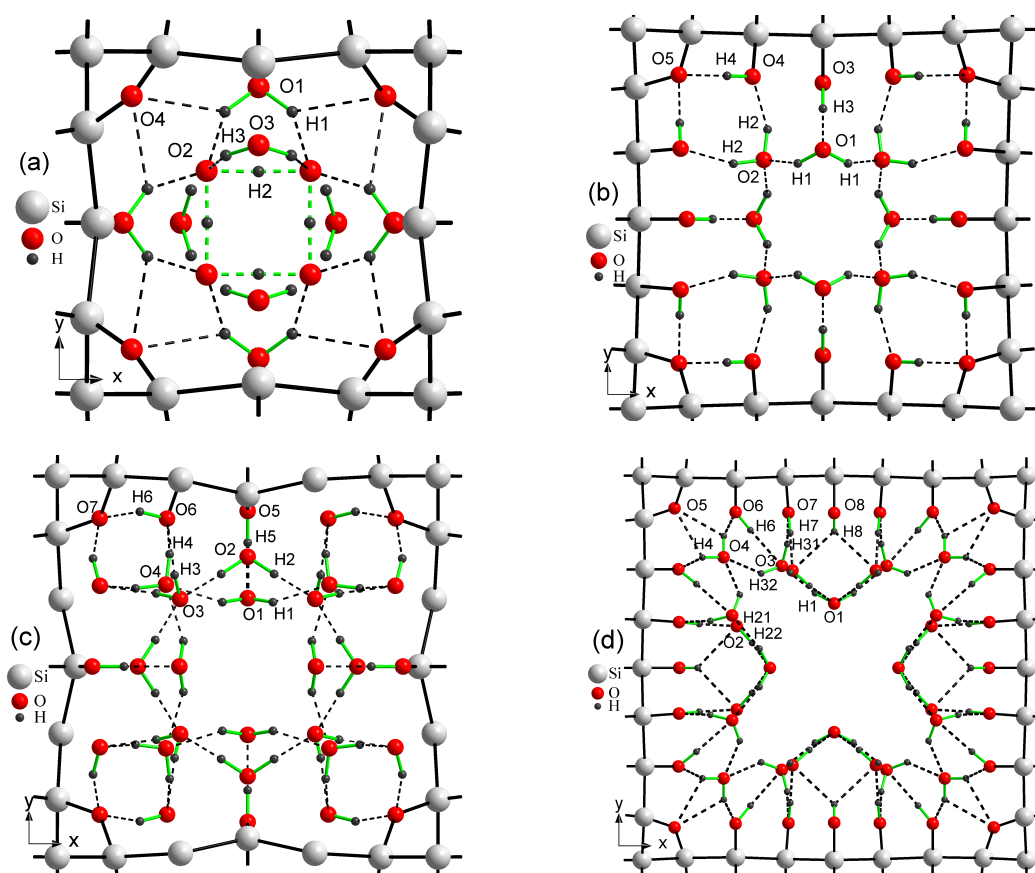 (a)
O1
O4
H1
O3
H3
O2
H2
Si
O
H
y
x
(b)
O5
H4
O4
O3
H3
H2
H2
O1
O2
H1
H1
Si
O
H
y
x
(c)
O7
H6
O6
O5
H5
O2
H2
H4
O4
H3
O3
O1
H1
Si
O
H
y
x
(d)
O5
O6
O7
O8
H6
H7
H8
H4
O4
H31
O3
H32
H1
O1
H21
O2
H22
Si
O
H
y
x